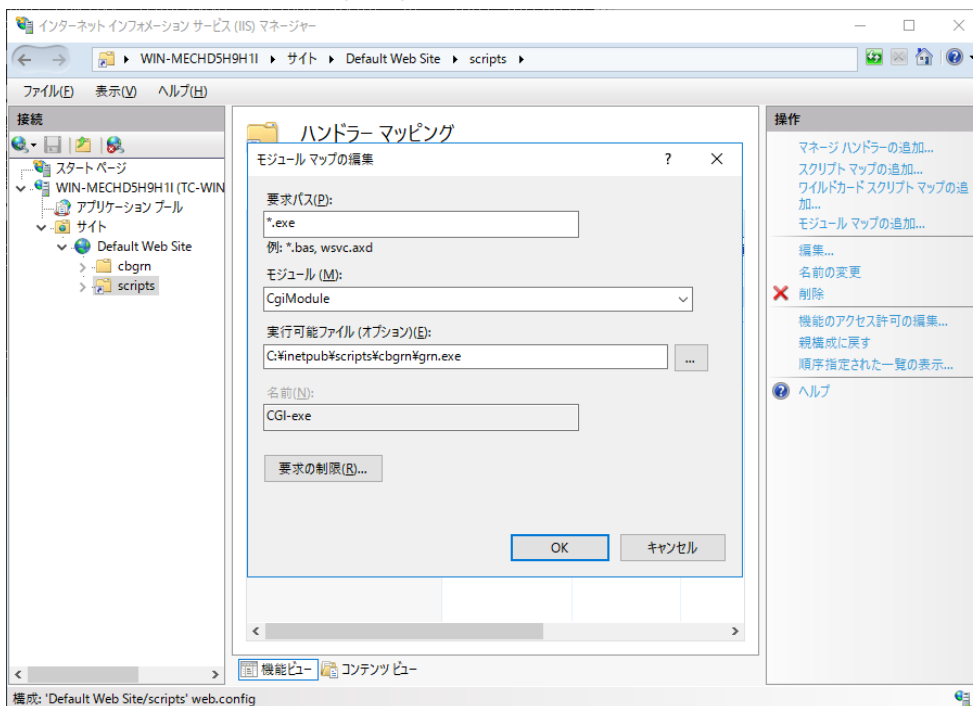 インターネット インフォメーション サービス (IIS) マネージャー
WIN-MECHD5H9H1I
サイト
Default Web Site
scripts
ファイル(F) 表示(V) ヘルプ(H)
接続
スタート ページ
WIN-MECHD5H9H1I (TC-WIN
アプリケーション プール
サイト
Default Web Site
cbgrn
scripts
ハンドラー マッピング
モジュール マップの編集
要求パス(P):
*.exe
例: *.bas, wsvc.axd
モジュール (M):
CgiModule
実行可能ファイル (オプション)(E):
C:¥inetpub¥scripts¥cbgrn¥grn.exe
...
名前(N):
CGI-exe
要求の制限(R)...
OK キャンセル
機能ビュー コンテンツ ビュー
操作
マネージ ハンドラーの追加...
スクリプト マップの追加...
ワイルドカード スクリプト マップの追
加...
モジュール マップの追加...
編集...
名前の変更
削除
機能のアクセス許可の編集...
親構成に戻す
順序指定された一覧の表示...
ヘルプ
構成: 'Default Web Site/scripts' web.config